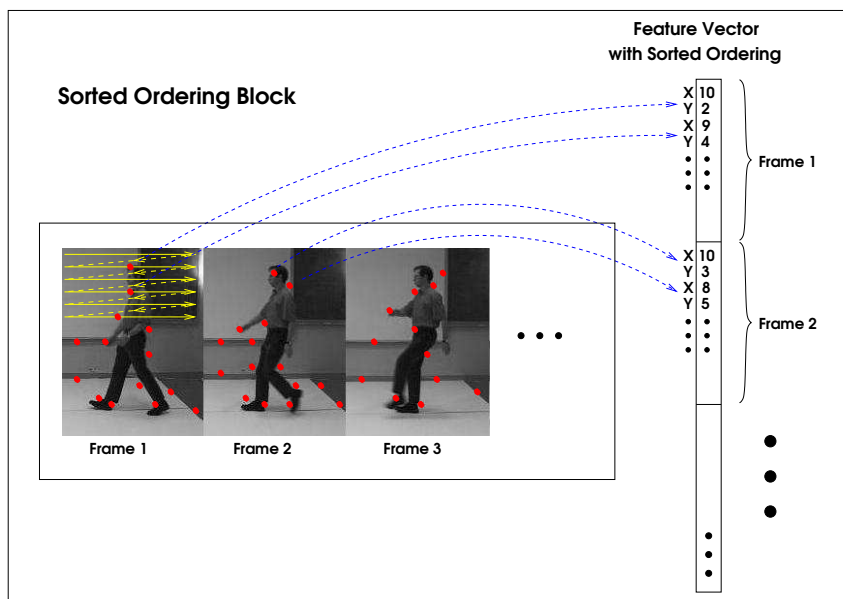 Feature Vector
with Sorted Ordering
Sorted Ordering Block
X 10
Y 2
X 9
Y 4
Frame 1
X 10
Y 3
X 8
Y 5
Frame 2
Frame 1
Frame 2
Frame 3